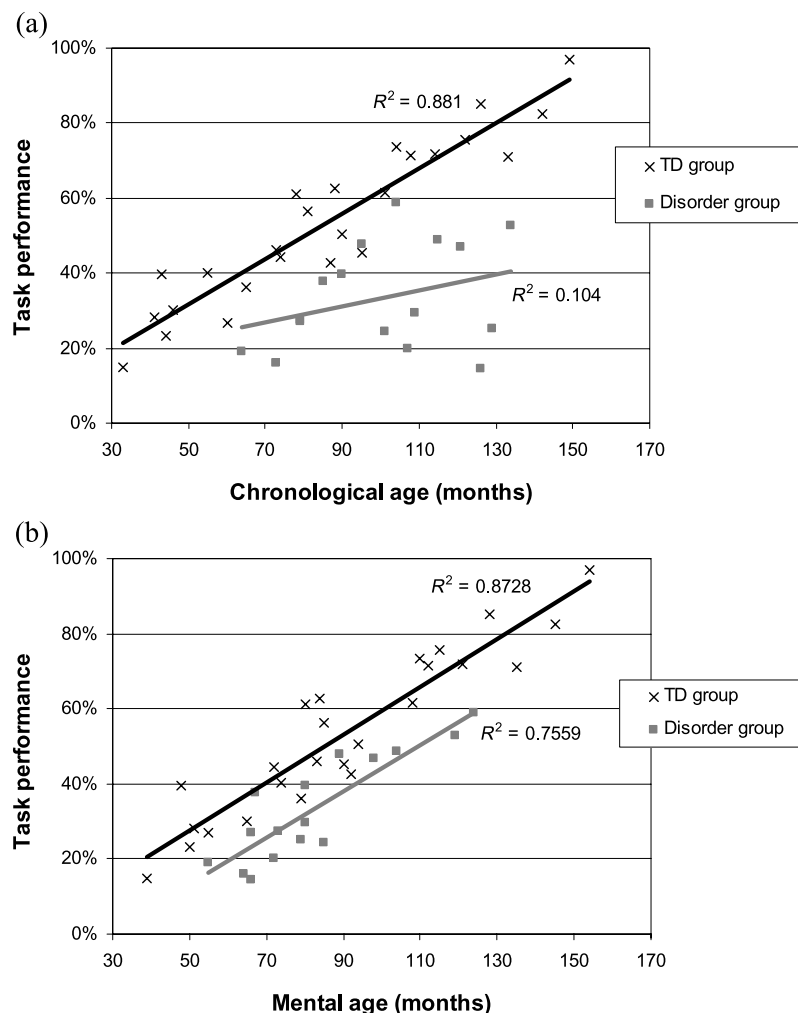 (a)
100%
80%
60%
40%
20%
0%
Task performance
R² = 0.881
R² = 0.104
TD group
Disorder group
30 50 70 90 110 130 150 170
Chronological age (months)
(b)
100%
80%
60%
40%
20%
0%
Task performance
R² = 0.8728
R² = 0.7559
TD group
Disorder group
30 50 70 90 110 130 150 170
Mental age (months)